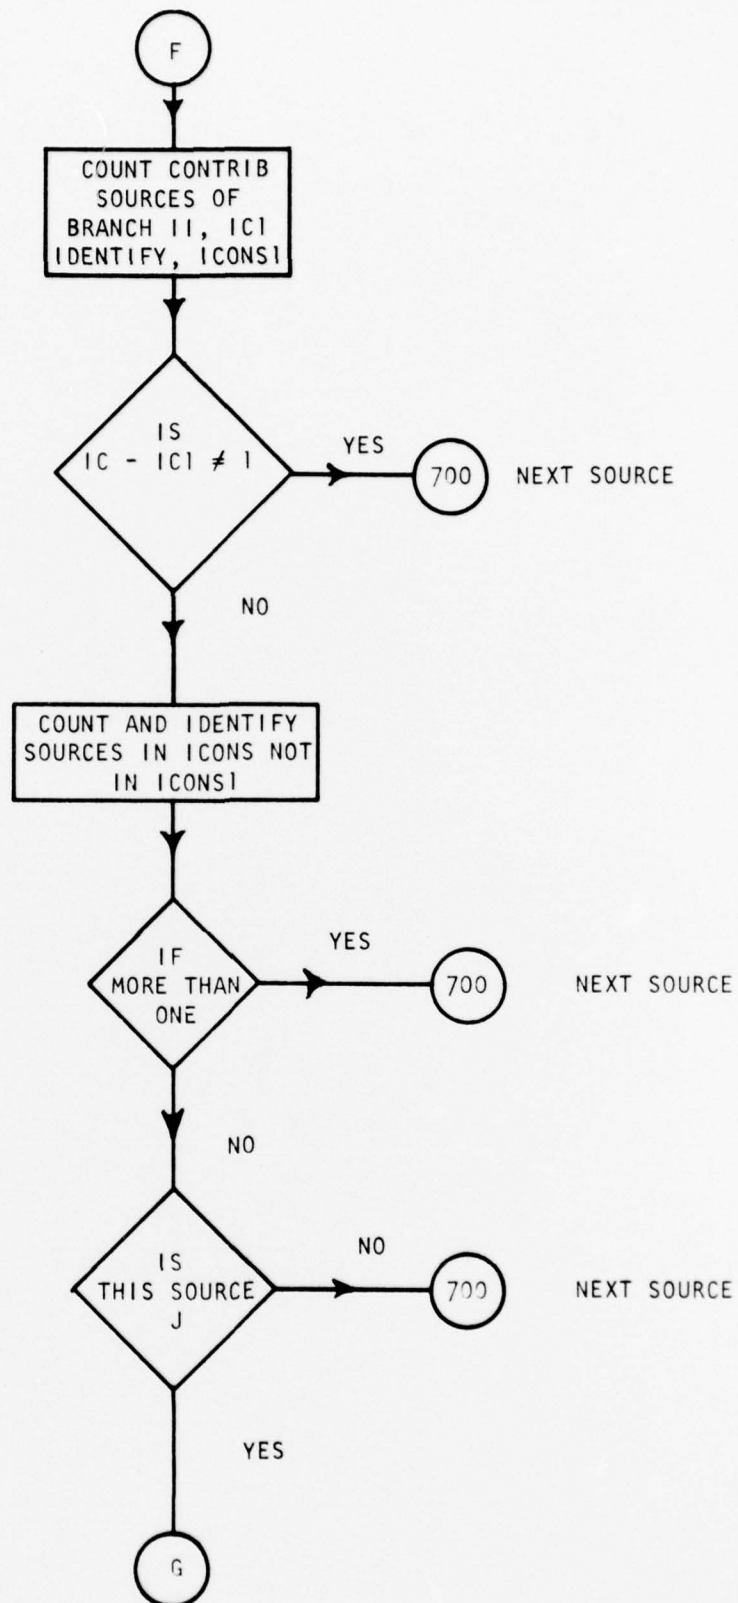 F
COUNT CONTRIB
SOURCES OF
BRANCH II, IC1
IDENTIFY, ICONS1
IS
IC - IC1 ≠ 1
YES
700
NEXT SOURCE
NO
COUNT AND IDENTIFY
SOURCES IN ICONS NOT
IN ICONS1
IF
MORE THAN
ONE
YES
700
NEXT SOURCE
NO
IS
THIS SOURCE
J
NO
700
NEXT SOURCE
YES
G